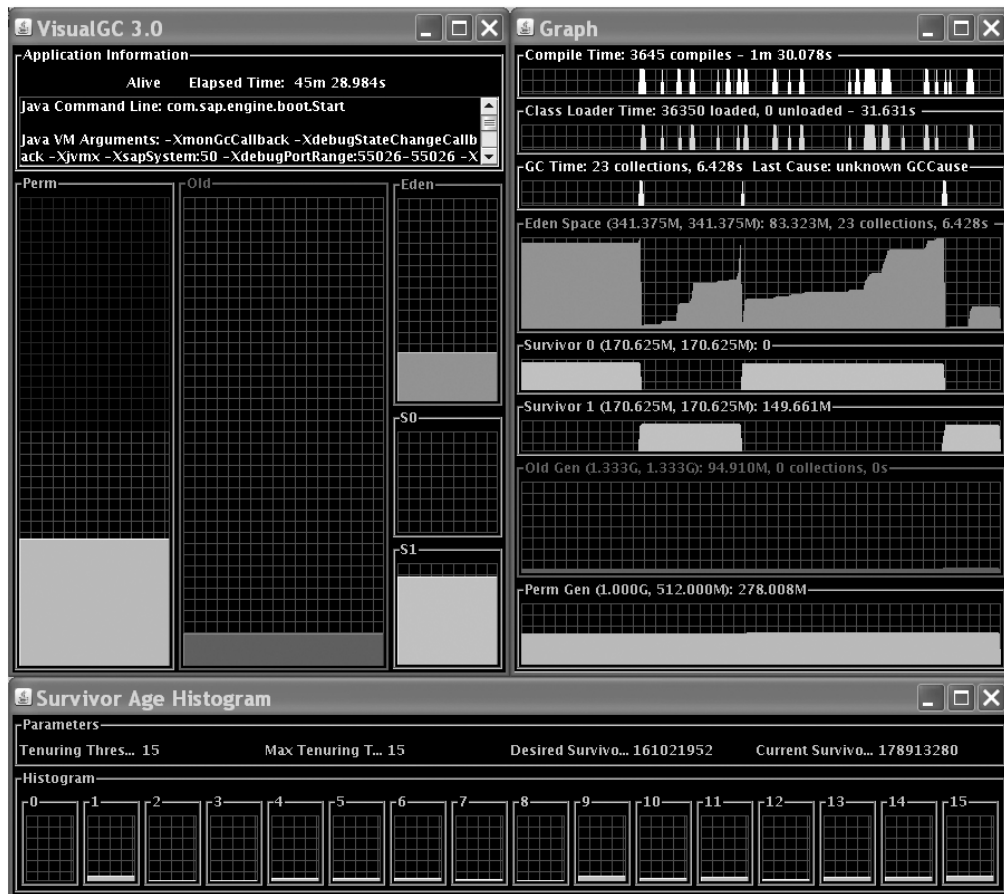 VisualGC 3.0
Application Information
Alive Elapsed Time: 45m 28.984s
Java Command Line: com.sap.engine.boot.Start
Java VM Arguments: -XmonGcCallback -XdebugStateChangeCallb
ack -Xjvmx -XsapSystem:50 -XdebugPortRange:55026-55026 -X
Perm
Old
Eden
S0
S1
Graph
Compile Time: 3645 compiles - 1m 30.078s
Class Loader Time: 36350 loaded, 0 unloaded - 31.631s
GC Time: 23 collections, 6.428s Last Cause: unknown GCCause
Eden Space (341.375M, 341.375M): 83.323M, 23 collections, 6.428s
Survivor 0 (170.625M, 170.625M): 0
Survivor 1 (170.625M, 170.625M): 149.661M
Old Gen (1.333G, 1.333G): 94.910M, 0 collections, 0s
Perm Gen (1.000G, 512.000M): 278.008M
Survivor Age Histogram
Parameters
Tenuring Thres... 15 Max Tenuring T... 15 Desired Survivo... 161021952 Current Survivo... 178913280
Histogram
0 1 2 3 4 5 6 7 8 9 10 11 12 13 14 15